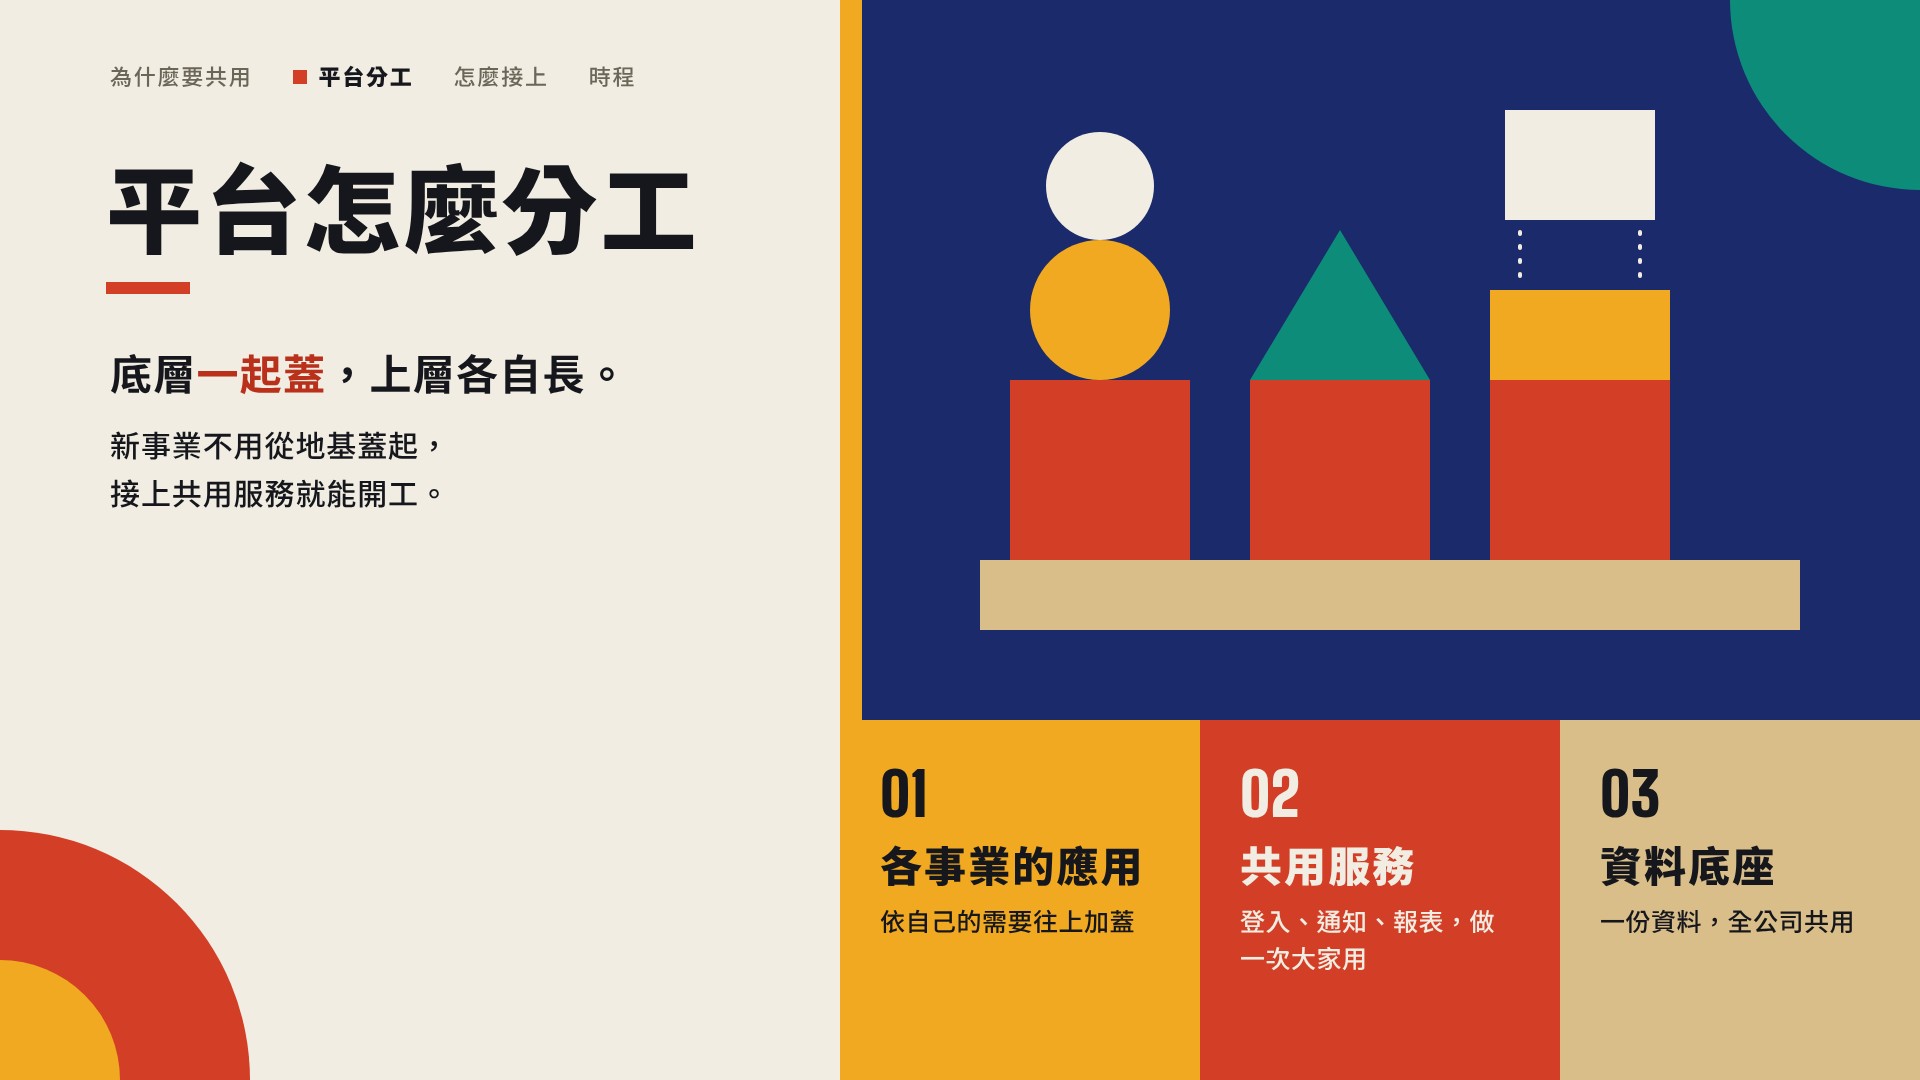 為什麼要共用 平台分工 怎麼接上 時程
平台怎麼分工
底層一起蓋，上層各自長。
新事業不用從地基蓋起，
接上共用服務就能開工。
01
各事業的應用
依自己的需要往上加蓋
02
共用服務
登入、通知、報表，做
一次大家用
03
資料底座
一份資料，全公司共用